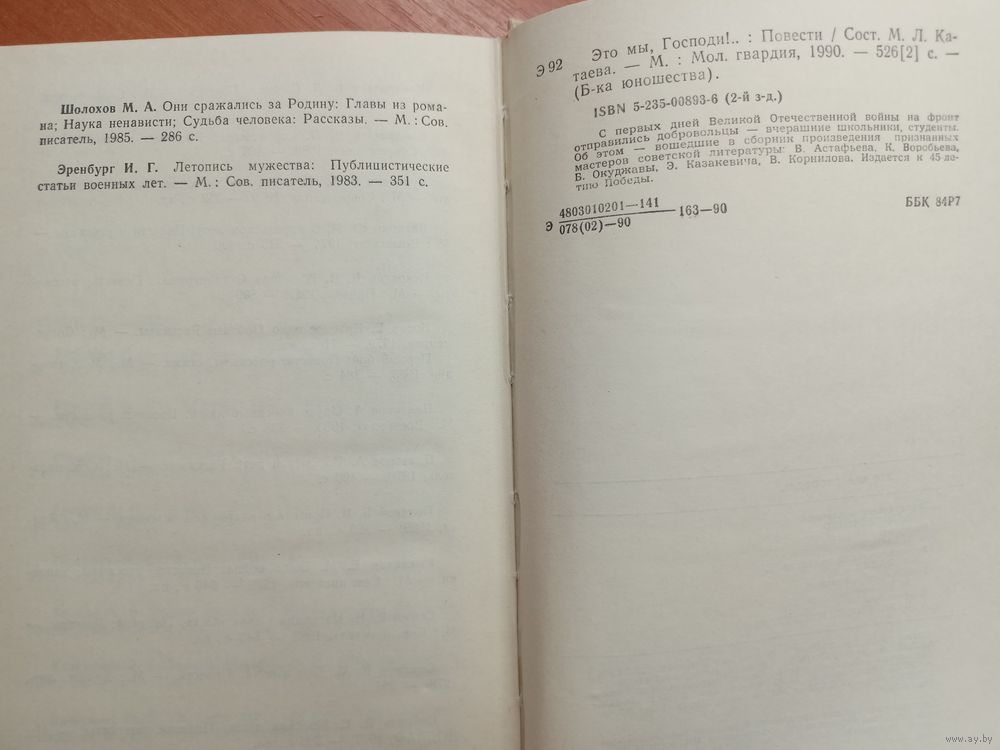 Шолохов М. А. Они сражались за Родину: Главы из рома-
на; Наука ненависти; Судьба человека: Рассказы. — М.: Сов.
писатель, 1985. — 286 с.
Эренбург И. Г. Летопись мужества: Публицистические
статьи военных лет. — М.: Сов. писатель, 1983. — 351 с.
Э 92
Это мы, Господи!.. : Повести / Сост. М. Л. Ка-
таева. — М. : Мол. гвардия, 1990. — 526[2] с. —
(Б-ка юношества).
ISBN 5-235-00893-6 (2-й з-д.)
С первых дней Великой Отечественной войны на фронт
отправились добровольцы — вчерашние школьники, студенты.
Об этом — вошедшие в сборник произведения признанных
мастеров советской литературы: В. Астафьева, К. Воробьева,
Б. Окуджавы, Э. Казакевича, В. Корнилова. Издается к 45-ле-
тию Победы.
Э 4803010201—141
078(02)—90
163—90
ББК 84Р7
www.ay.by